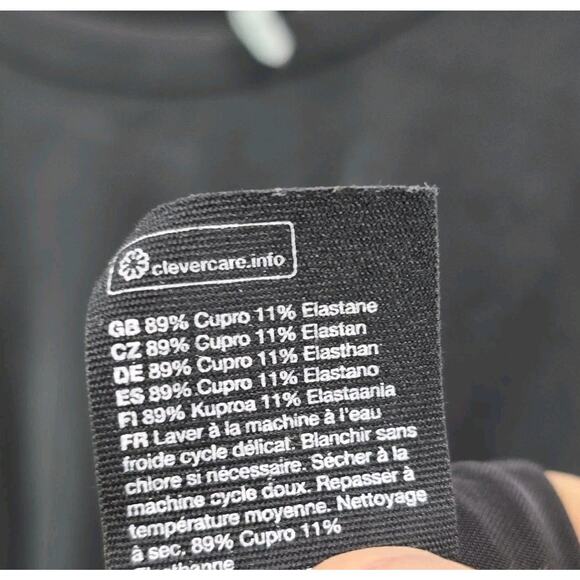 clevercare.info
GB 89% Cupro 11% Elastane
CZ 89% Cupro 11% Elastan
DE 89% Cupro 11% Elasthan
ES 89% Cupro 11% Elastano
FI 89% Kuproa 11% Elastaania
FR Laver à la machine à l'eau
froide cycle délicat. Blanchir sans
chlore si nécessaire. Sécher à la
machine cycle doux. Repasser à
température moyenne. Nettoyage
à sec. 89% Cupro 11%
Elasthanne